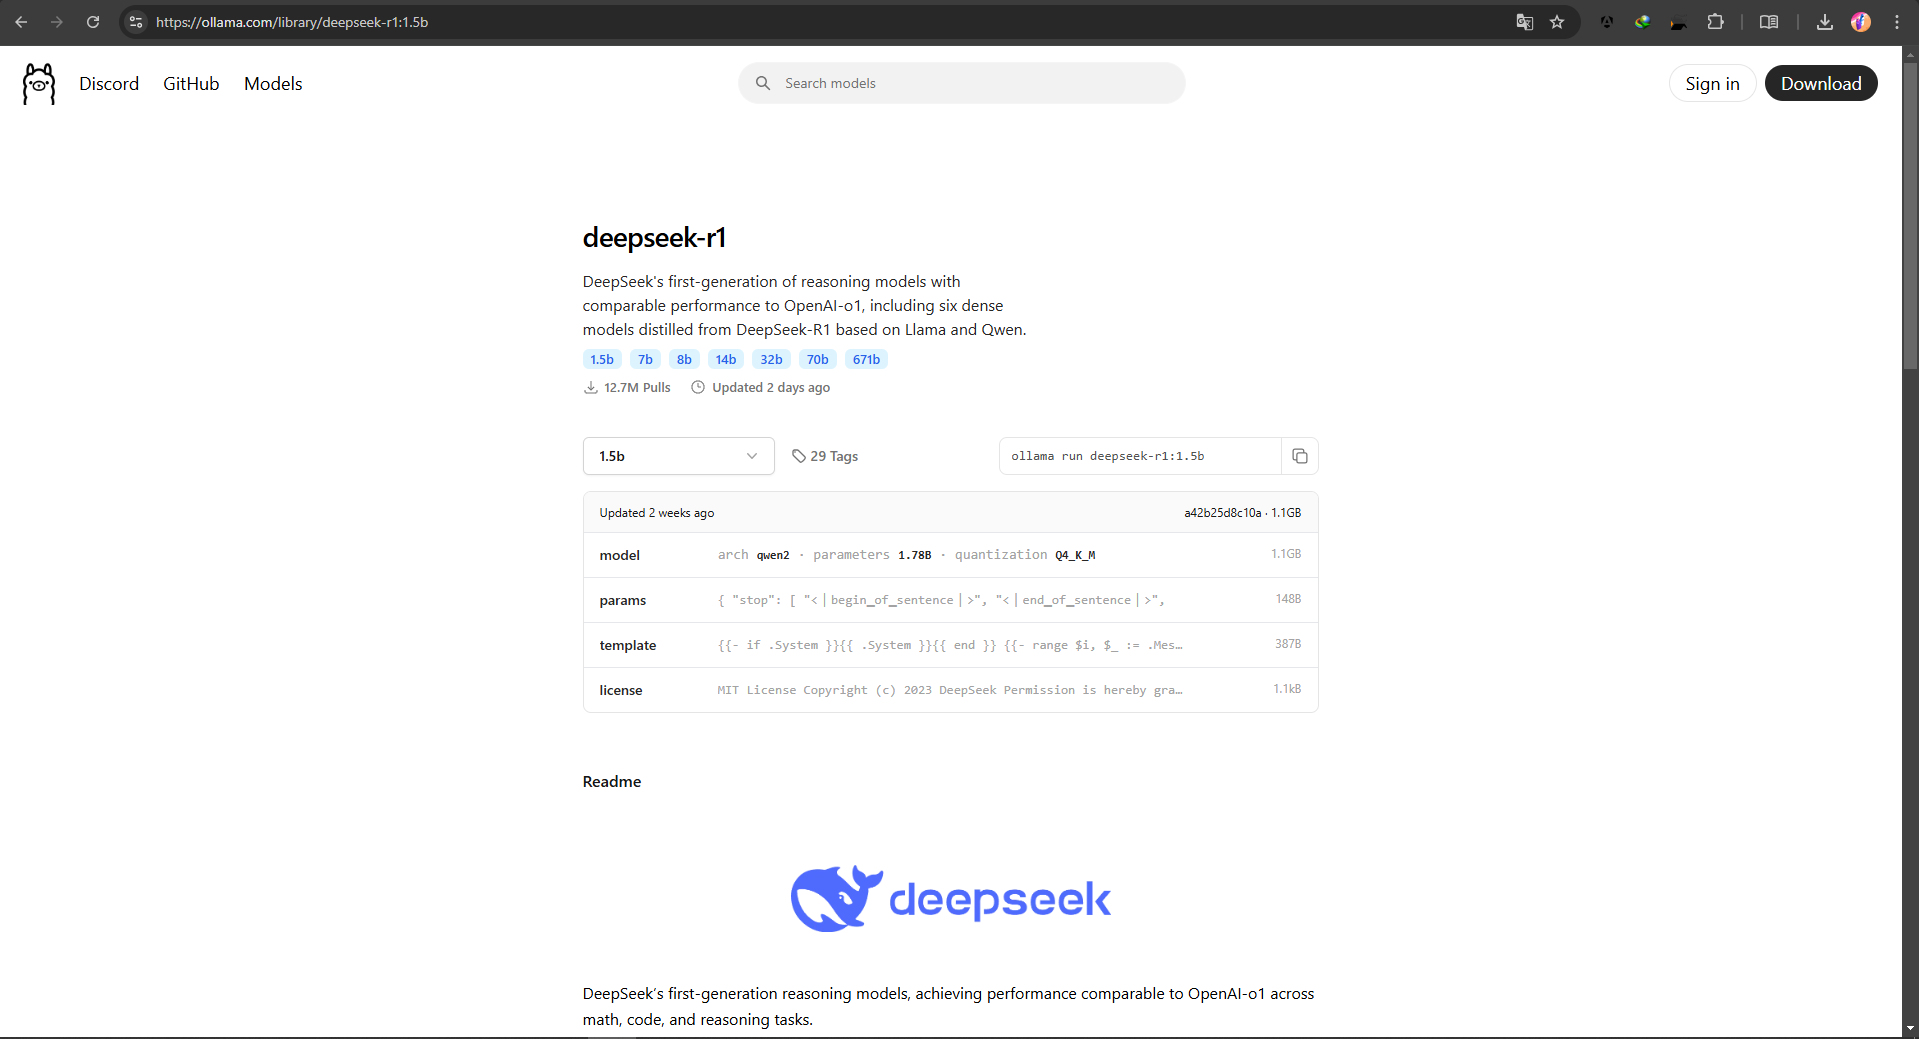 https://ollama.com/library/deepseek-r1:1.5b
Discord GitHub Models
Search models
Sign in Download
deepseek-r1
DeepSeek's first-generation of reasoning models with
comparable performance to OpenAI-o1, including six dense
models distilled from DeepSeek-R1 based on Llama and Qwen.
1.5b 7b 8b 14b 32b 70b 671b
12.7M Pulls Updated 2 days ago
1.5b 29 Tags ollama run deepseek-r1:1.5b
Updated 2 weeks ago a42b25d8c10a · 1.1GB
model arch qwen2 · parameters 1.78B · quantization Q4_K_M 1.1GB
params { "stop": [ "<｜begin▁of▁sentence｜>", "<｜end▁of▁sentence｜>", 148B
template {{- if .System }}{{ .System }}{{ end }} {{- range $i, $_ := .Mes… 387B
license MIT License Copyright (c) 2023 DeepSeek Permission is hereby gra… 1.1kB
Readme
deepseek
DeepSeek's first-generation reasoning models, achieving performance comparable to OpenAI-o1 across
math, code, and reasoning tasks.